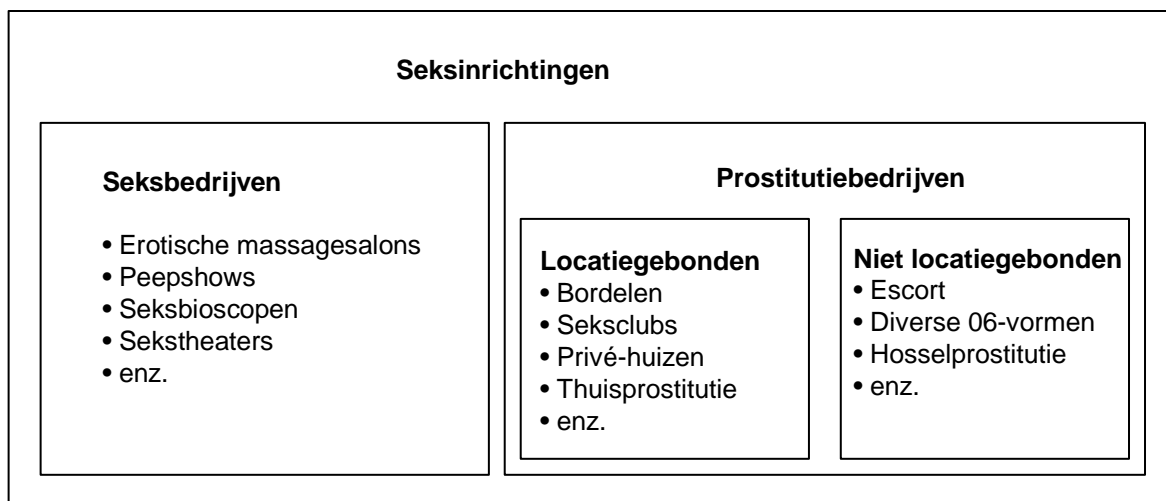 Seksinrichtingen
Seksbedrijven
• Erotische massagesalons
• Peepshows
• Seksbioscopen
• Sekstheaters
• enz.
Prostitutiebedrijven
Locatiegebonden
• Bordelen
• Seksclubs
• Privé-huizen
• Thuisprostitutie
• enz.
Niet locatiegebonden
• Escort
• Diverse 06-vormen
• Hosselprostitutie
• enz.